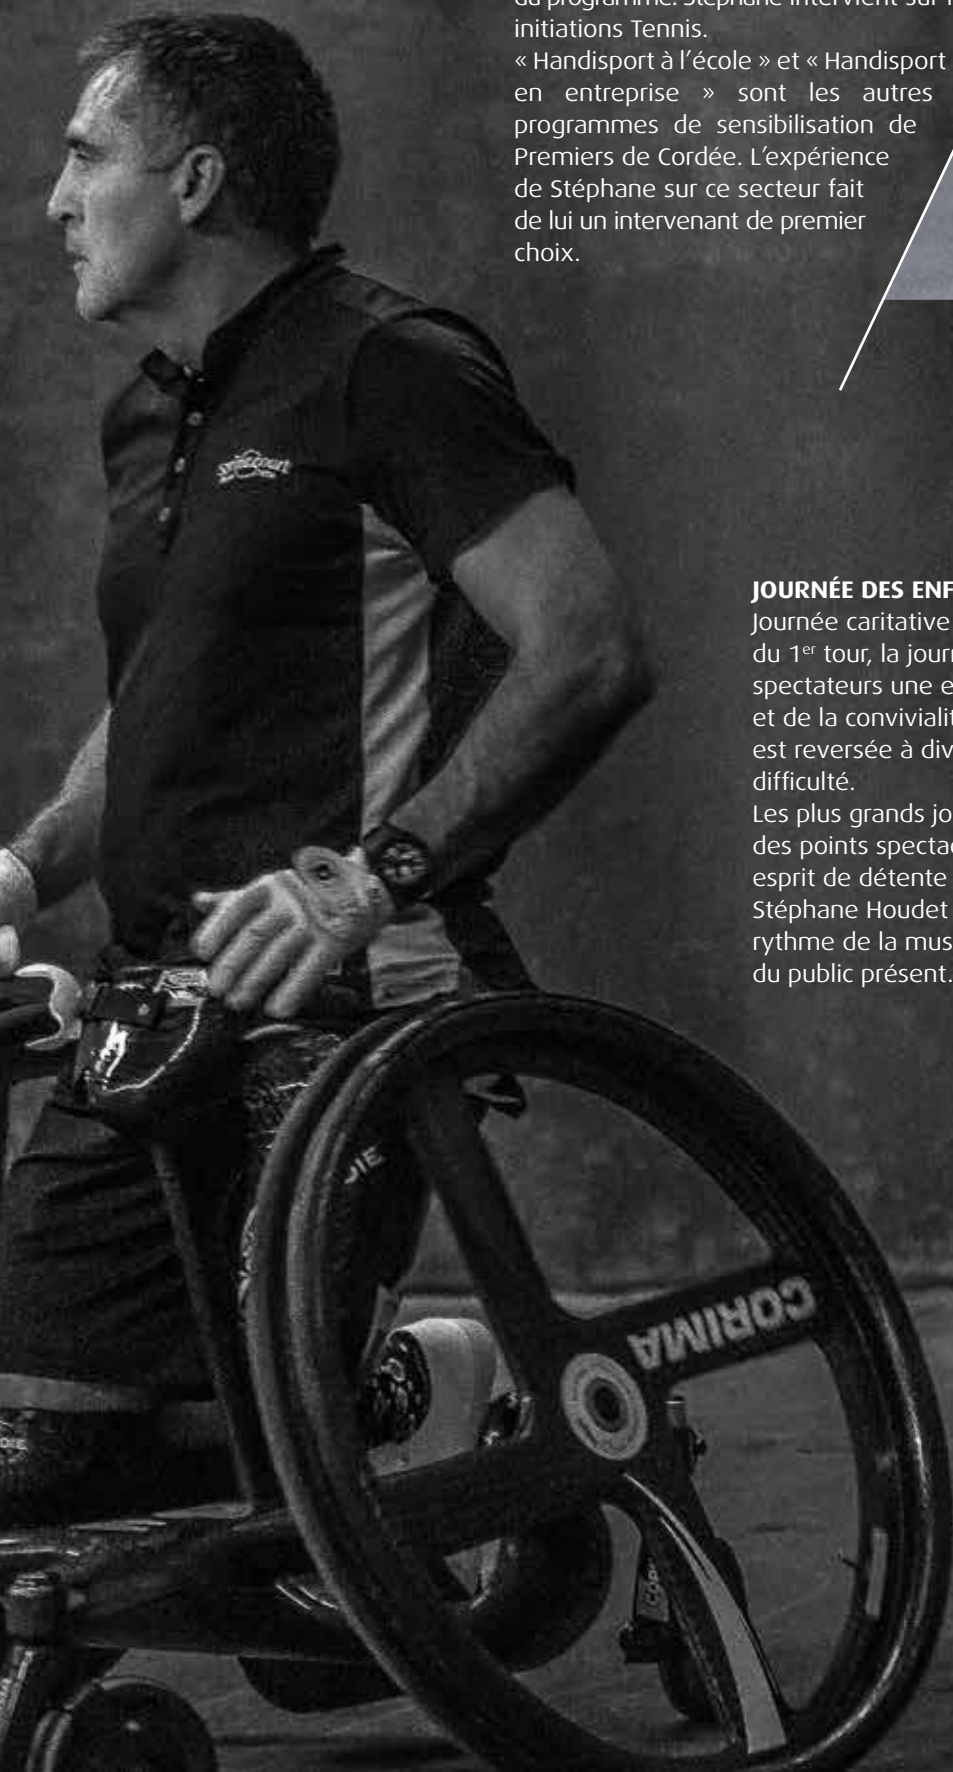 initiations Tennis.
« Handisport à l’école » et « Handisport
en entreprise » sont les autres
programmes de sensibilisation de
Premiers de Cordée. L’expérience
de Stéphane sur ce secteur fait
de lui un intervenant de premier
choix.
JOURNÉE DES ENF
Journée caritative
du 1er tour, la jour
spectateurs une e
et de la convivialit
est reversée à div
difficulté.
Les plus grands jo
des points spectac
esprit de détente
Stéphane Houdet
rythme de la mus
du public présent.
CORIMA